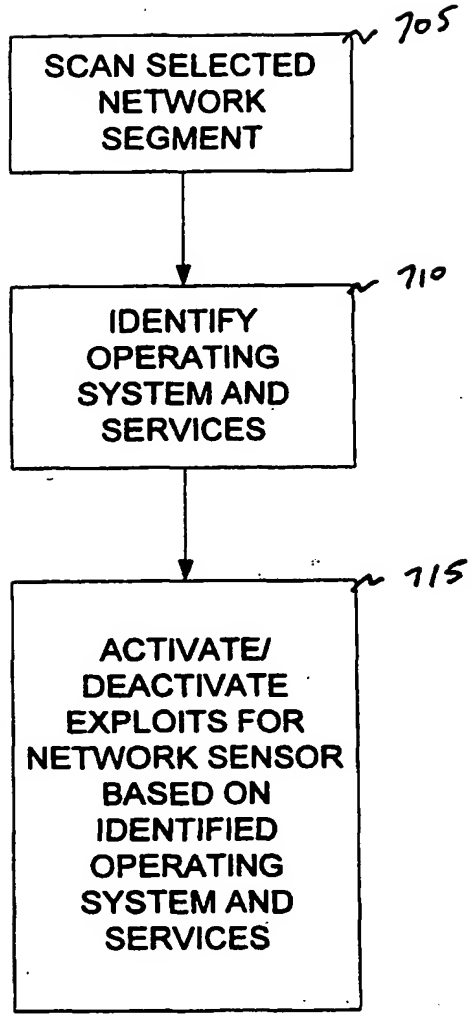 705
SCAN SELECTED
NETWORK
SEGMENT
710
IDENTIFY
OPERATING
SYSTEM AND
SERVICES
715
ACTIVATE/
DEACTIVATE
EXPLOITS FOR
NETWORK SENSOR
BASED ON
IDENTIFIED
OPERATING
SYSTEM AND
SERVICES